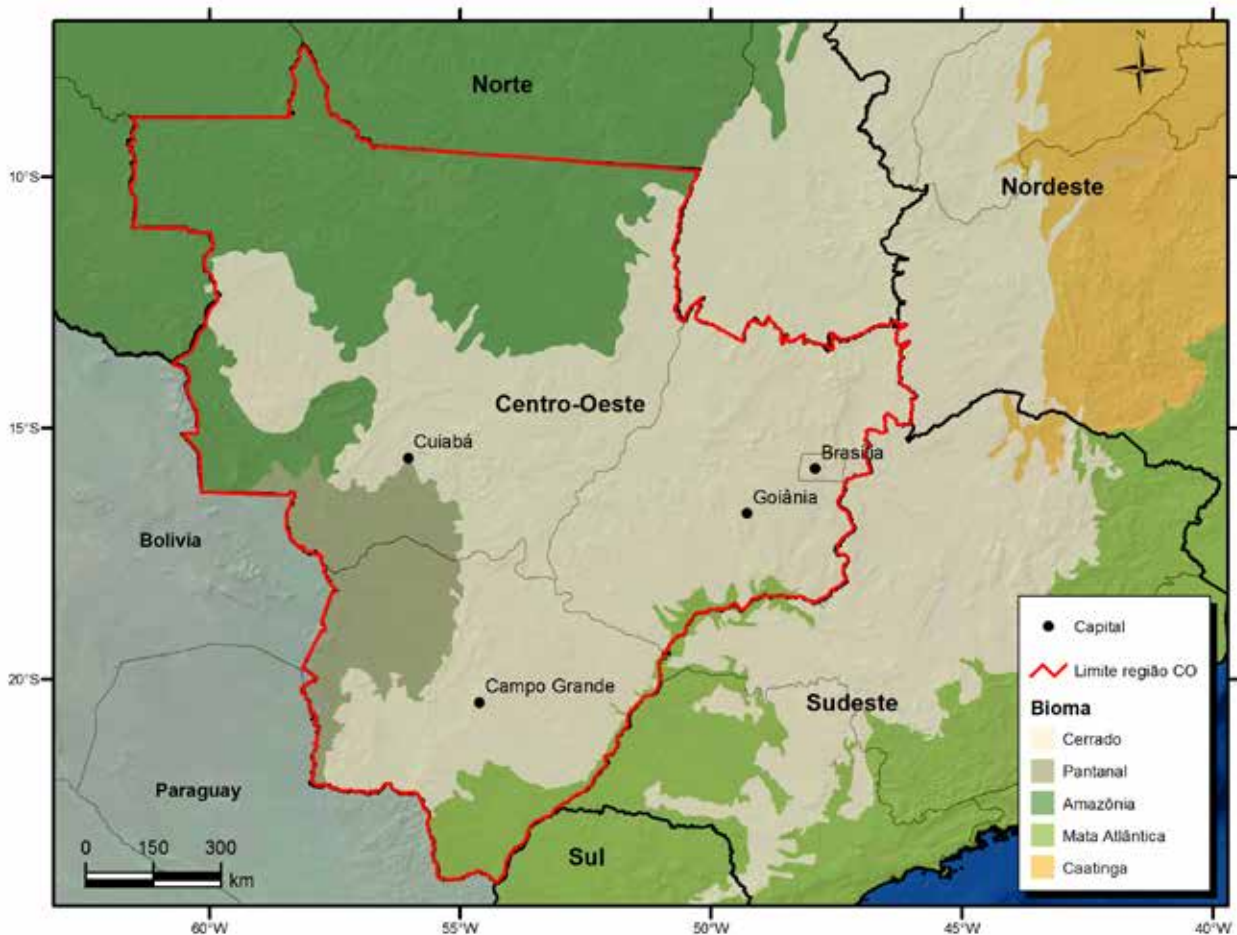 N
Norte
10°S
Nordeste
Centro-Oeste
15°S
Cuiabá
Brasília
Goiânia
Bolivia
Capital
Limite região CO
20°S
Campo Grande
Sudeste
Bioma
Cerrado
Pantanal
Paraguay
Amazônia
Mata Atlântica
0 150 300
km
Sul
Caatinga
60°W 55°W 50°W 45°W 40°W